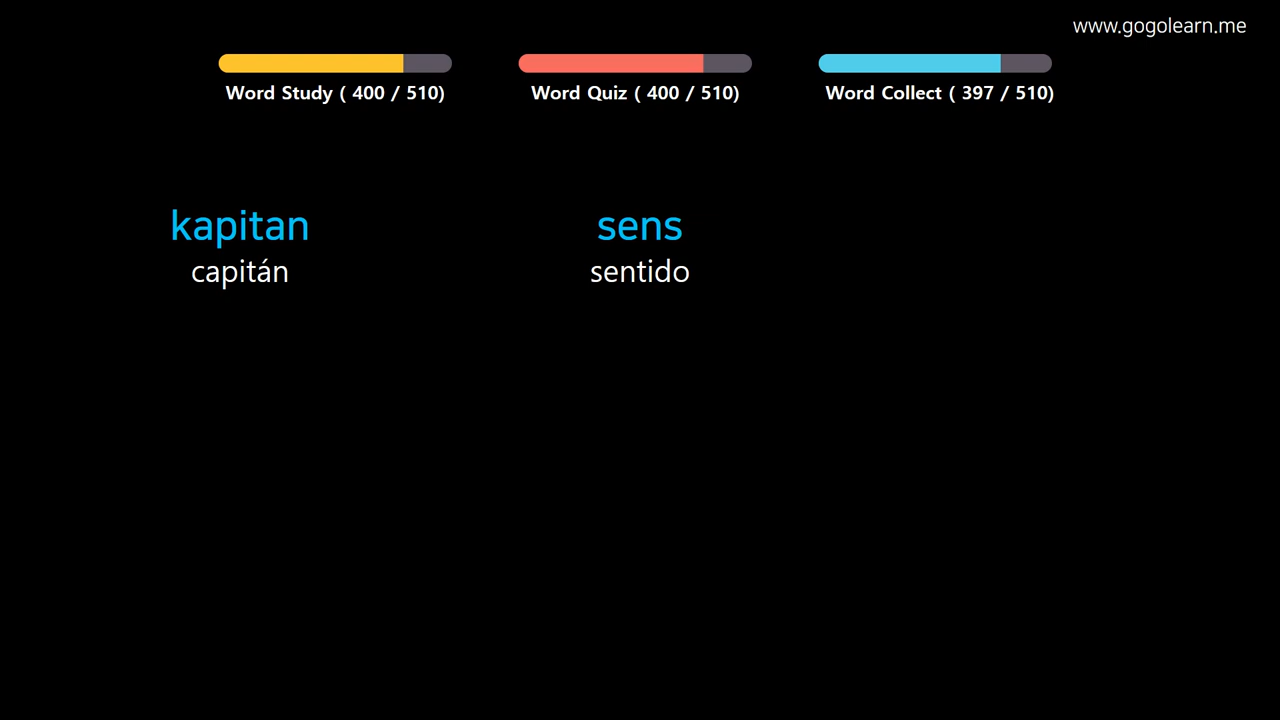 www.gogolearn.me
Word Study ( 400 / 510)
Word Quiz ( 400 / 510)
Word Collect ( 397 / 510)
kapitan
capitán
sens
sentido